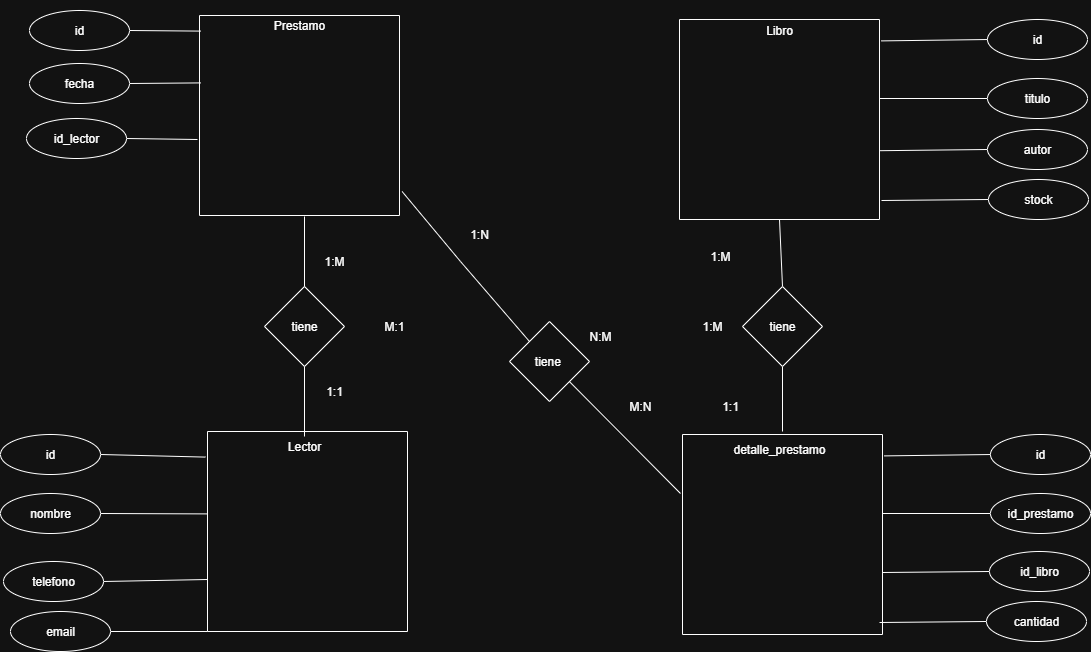 Prestamo
id
fecha
id_lector
Libro
id
titulo
autor
stock
1:M
tiene
M:1
1:1
1:N
tiene
N:M
M:N
1:M
1:M
tiene
1:1
Lector
id
nombre
telefono
email
detalle_prestamo
id
id_prestamo
id_libro
cantidad